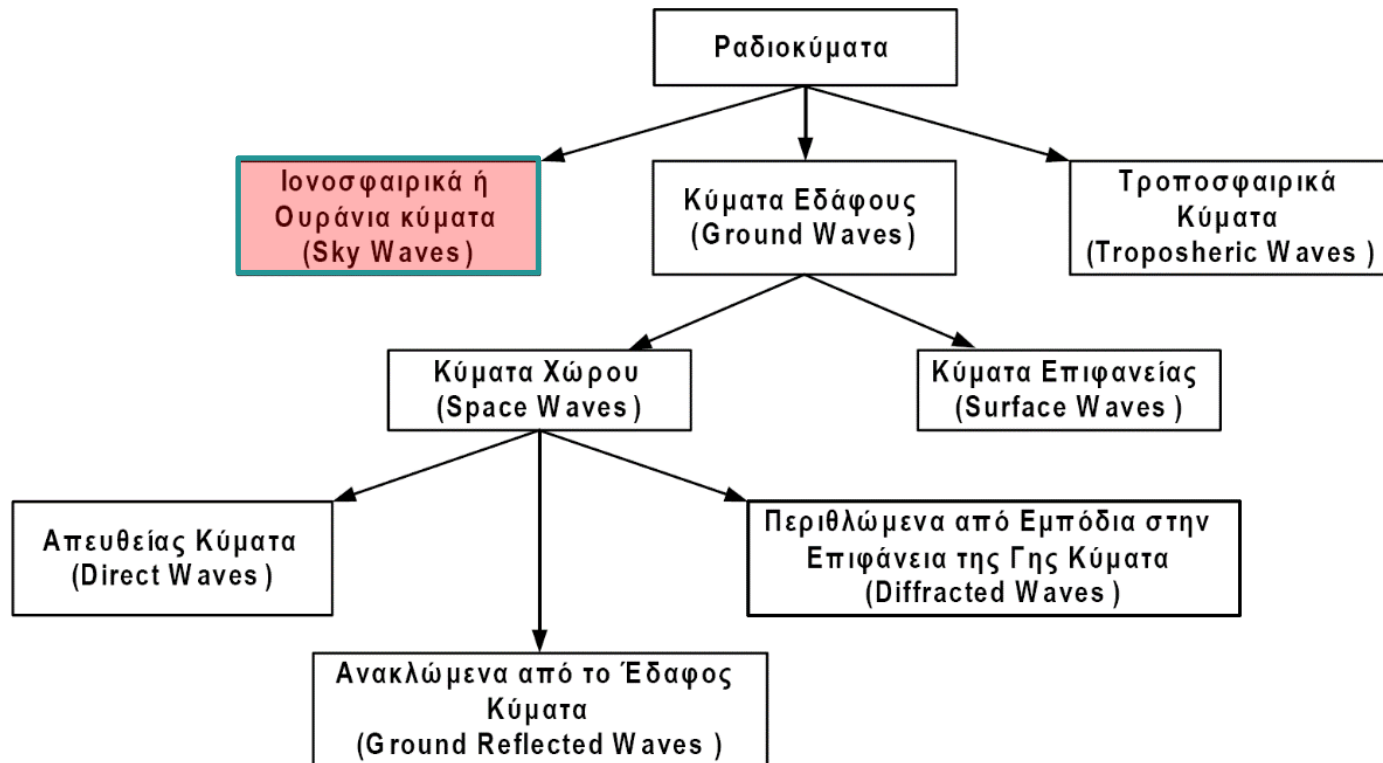 Ραδιοκύματα
Ιονοσφαιρικά ή
Ουράνια κύματα
(Sky Waves)
Κύματα Εδάφους
(Ground Waves)
Τροποσφαιρικά
Κύματα
(Troposheric Waves )
Κύματα Χώρου
(Space Waves )
Κύματα Επιφανείας
(Surface Waves )
Απευθείας Κύματα
(Direct Waves )
Περιθλώμενα από Εμπόδια στην
Επιφάνεια της Γης Κύματα
(Diffracted Waves )
Ανακλώμενα από το Έδαφος
Κύματα
(Ground Reflected Waves )